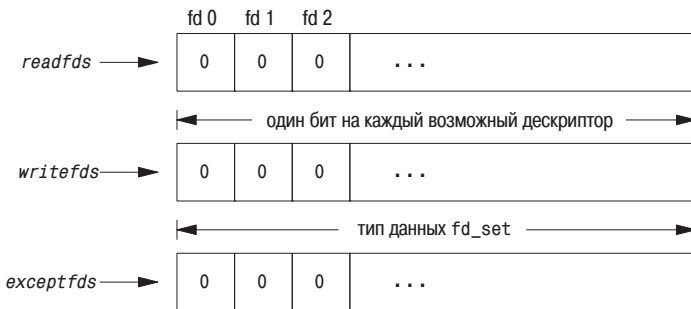 fd 0 fd 1 fd 2
readfds 0 0 0 ...
один бит на каждый возможный дескриптор
writefds 0 0 0 ...
тип данных fd_set
exceptfds 0 0 0 ...